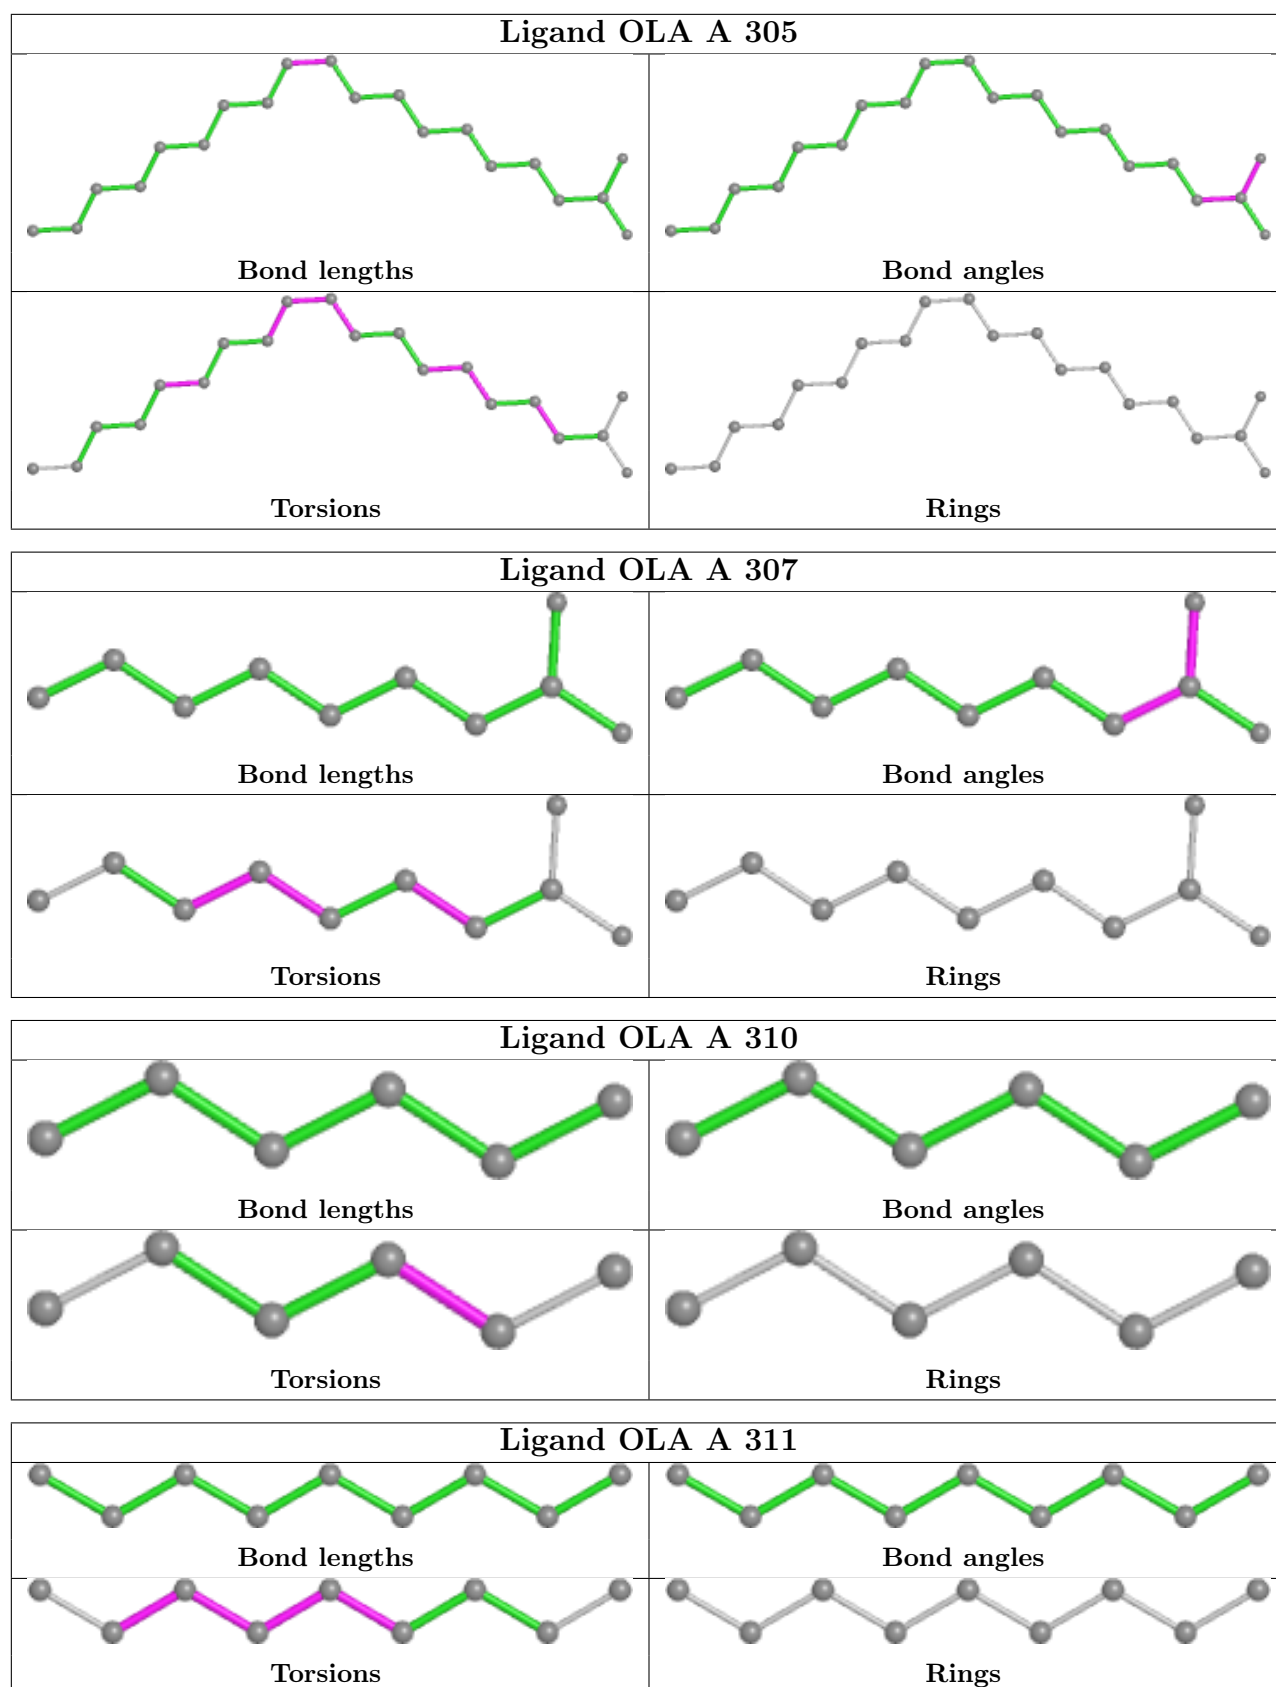 Ligand OLA A 305
Bond lengths
Bond angles
Torsions
Rings
Ligand OLA A 307
Bond lengths
Bond angles
Torsions
Rings
Ligand OLA A 310
Bond lengths
Bond angles
Torsions
Rings
Ligand OLA A 311
Bond lengths
Bond angles
Torsions
Rings